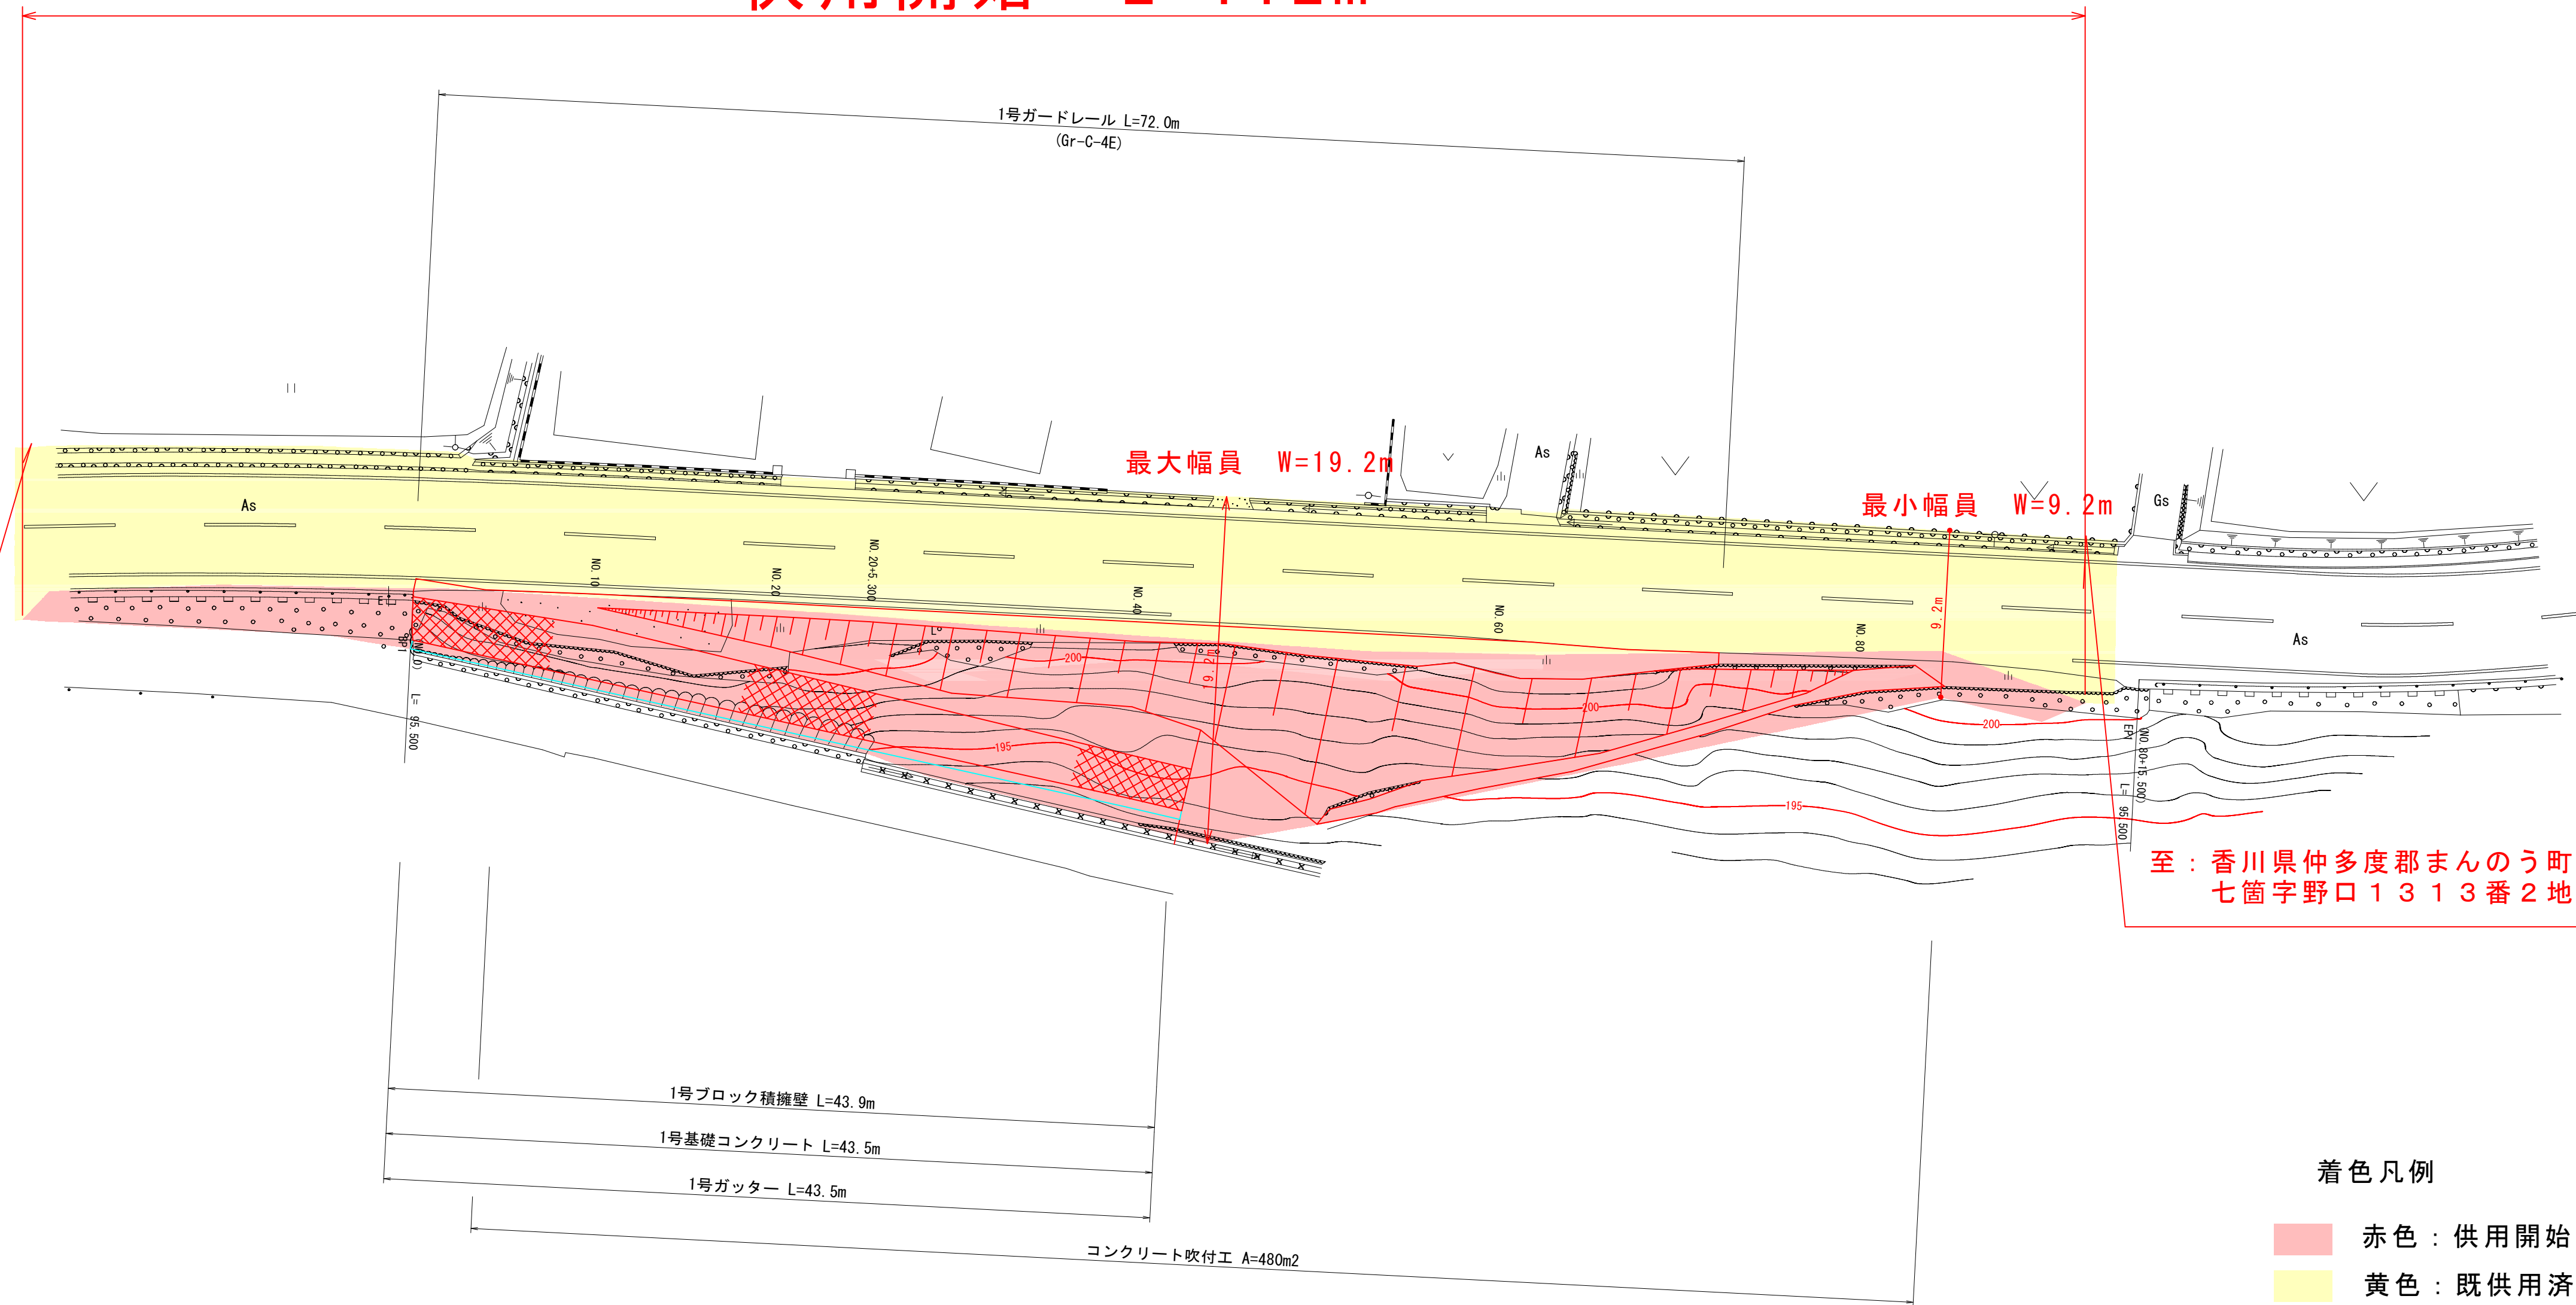 1号ガードレール L=72.0m
(Gr-C-4E)
最大幅員 W=19.2m
As
最小幅員 W=9.2m
Gs
As
As
NO.10
NO.20
NO.20+5.300
NO.40
NO.60
NO.80
9.2m
19.2m
200
200
200
195
195
L= 95.500
(NO.80+15.500)
L= 95.500
至:香川県仲多度郡まんのう町
七箇字野口1313番2地
1号ブロック積擁壁 L=43.9m
1号基礎コンクリート L=43.5m
1号ガッター L=43.5m
コンクリート吹付工 A=480m2
着色凡例
赤色:供用開始
黄色:既供用済